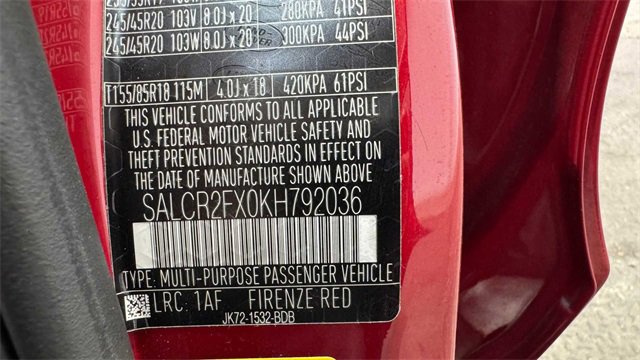 245/45R20 103V 8.0J x 20 280KPA 41PSI
245/45R20 103W 8.0J x 20 300KPA 44PSI
T155/85R18 115M 4.0J x 18 420KPA 61PSI
THIS VEHICLE CONFORMS TO ALL APPLICABLE
U.S. FEDERAL MOTOR VEHICLE SAFETY AND
THEFT PREVENTION STANDARDS IN EFFECT ON
THE DATE OF MANUFACTURE SHOWN ABOVE
SALCR2FX0KH792036
TYPE: MULTI-PURPOSE PASSENGER VEHICLE
LRC: 1AF FIRENZE RED
JK72-1532-BDB